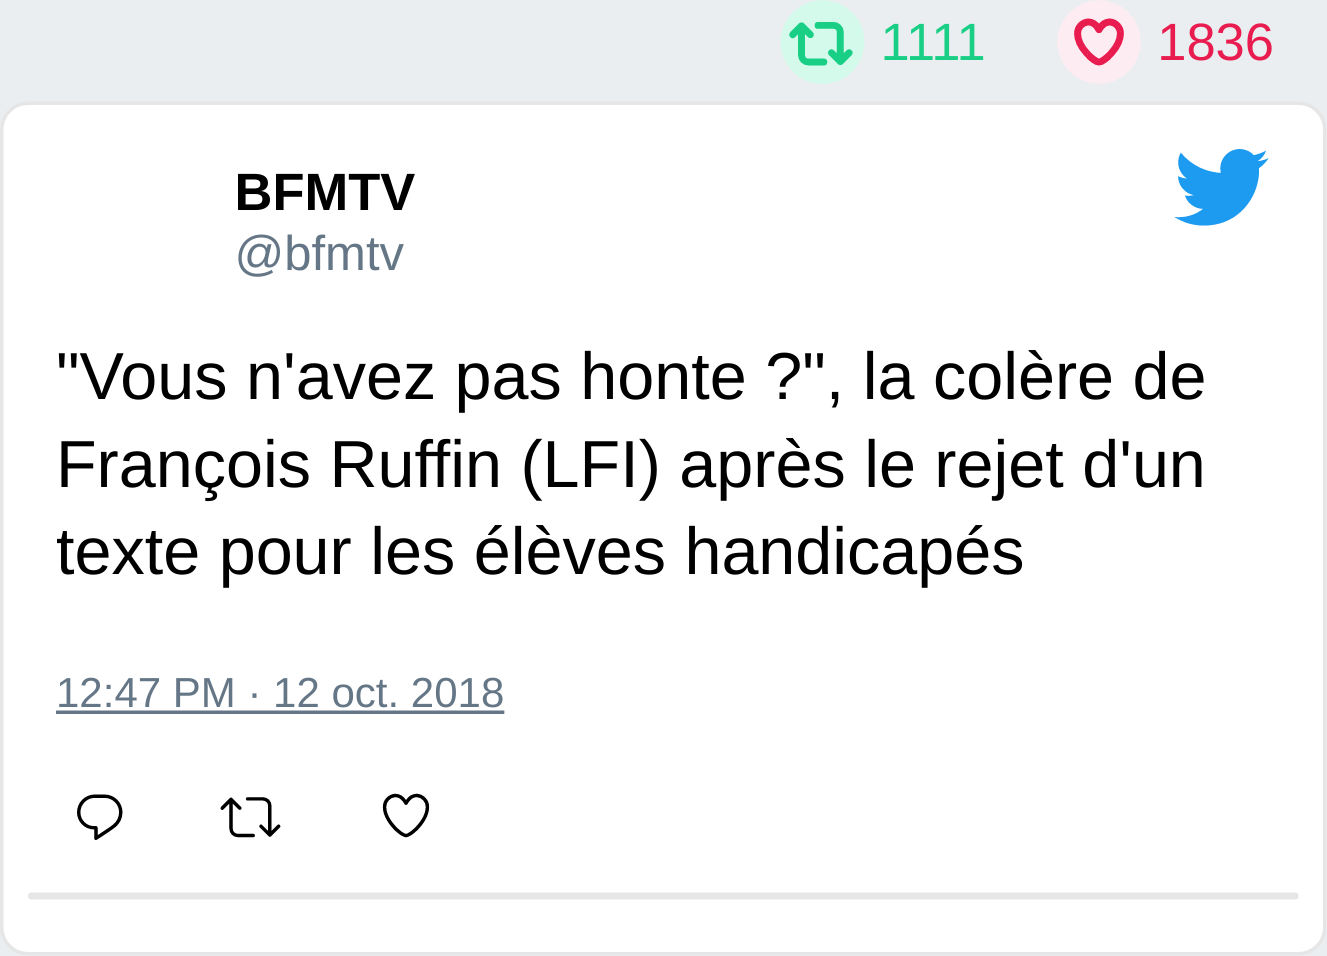 1111 1836
BFMTV
@bfmtv
"Vous n'avez pas honte ?", la colère de
François Ruffin (LFI) après le rejet d'un
texte pour les élèves handicapés
12:47 PM · 12 oct. 2018